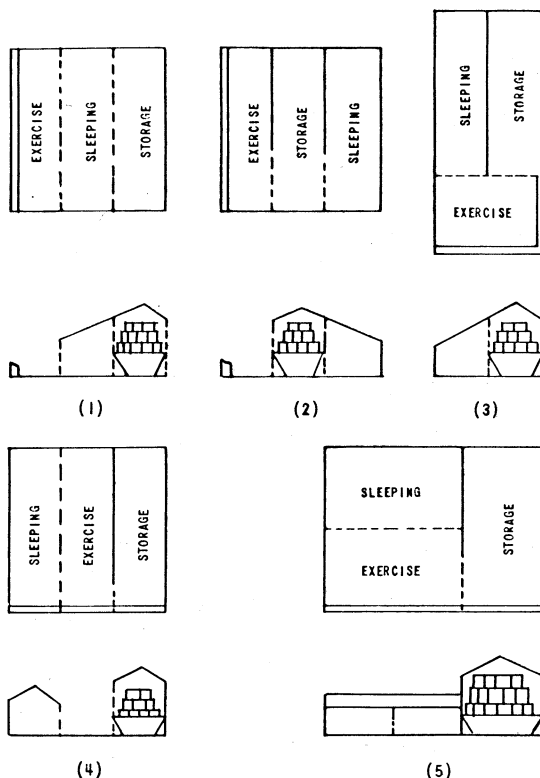 EXERCISE
SLEEPING
STORAGE
(1)
EXERCISE
STORAGE
SLEEPING
(2)
SLEEPING
STORAGE
EXERCISE
(3)
SLEEPING
EXERCISE
STORAGE
(4)
SLEEPING
EXERCISE
STORAGE
(5)